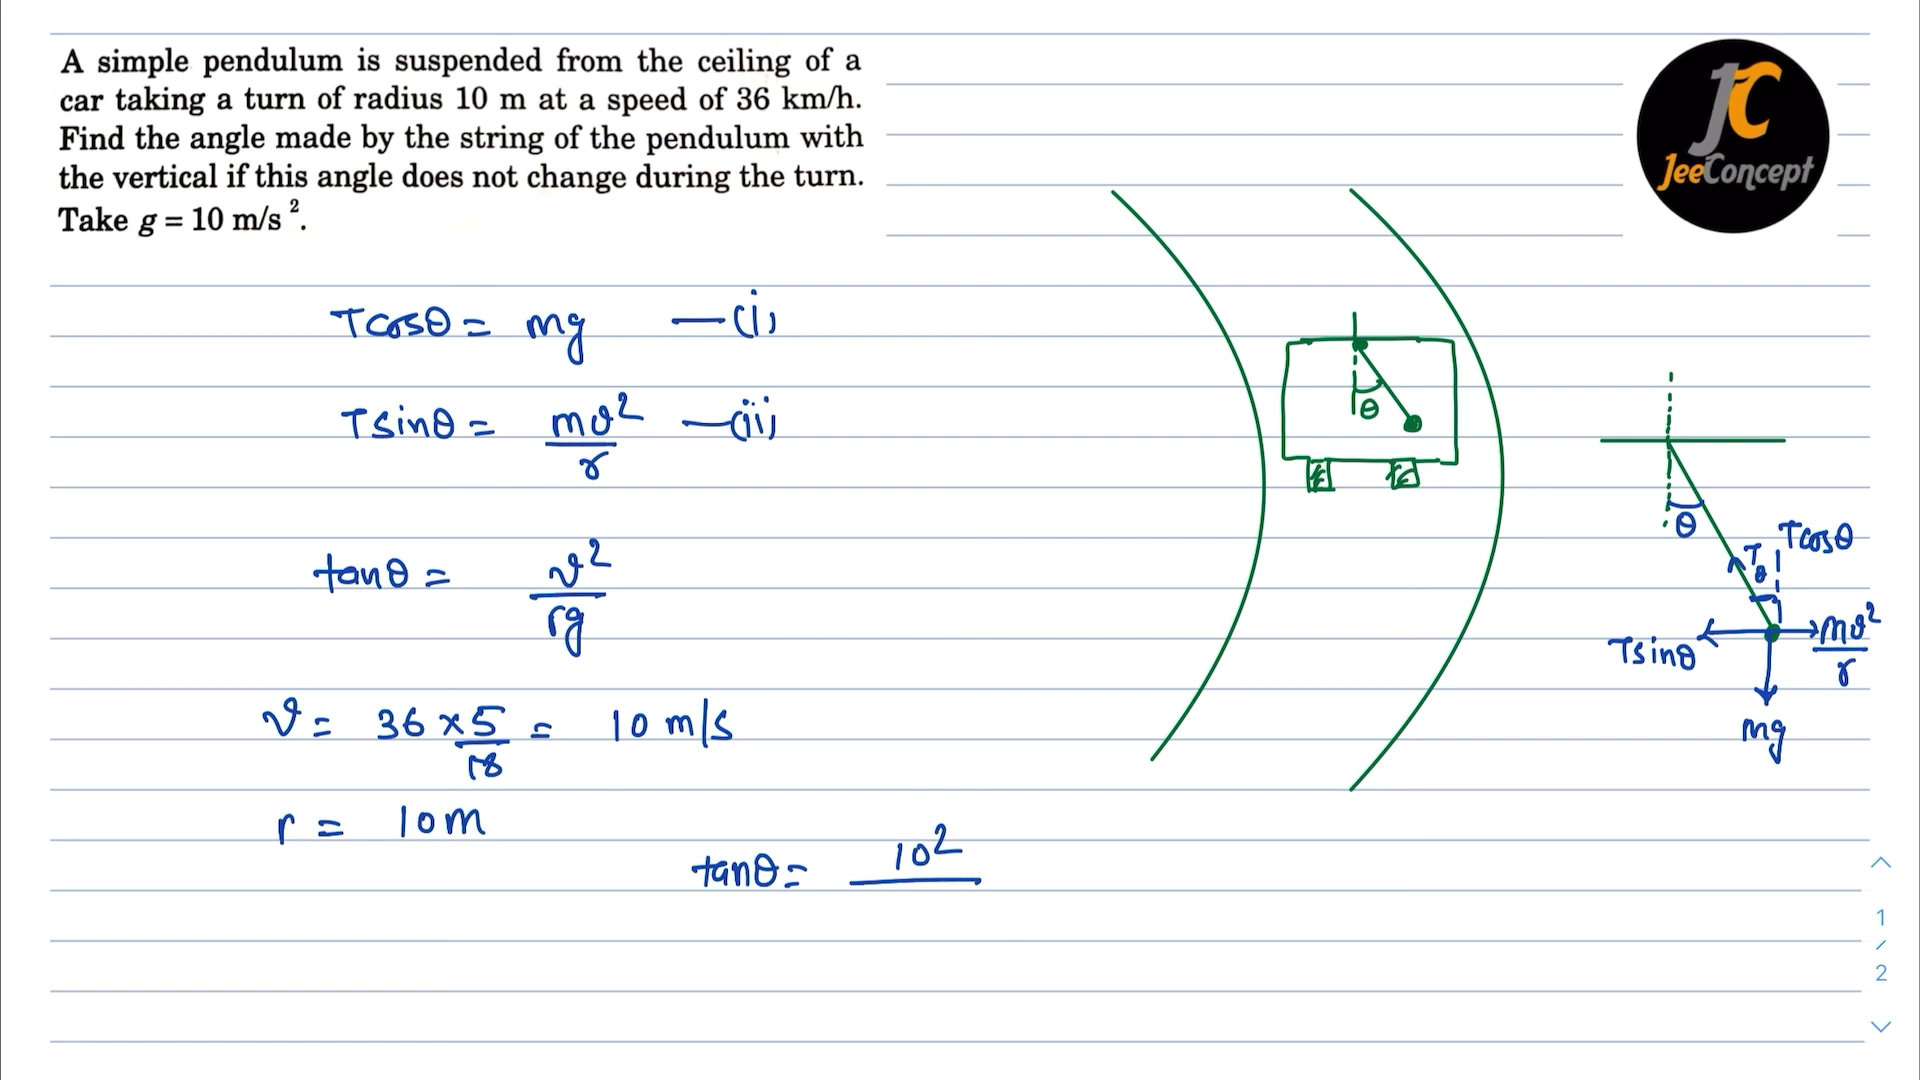 A simple pendulum is suspended from the ceiling of a
car taking a turn of radius 10 m at a speed of 36 km/h.
Find the angle made by the string of the pendulum with
the vertical if this angle does not change during the turn.
Take g = 10 m/s ².
JC
JeeConcept
Tcosθ = mg —(i)
Tsinθ = mv²/r —(ii)
tanθ = v²/rg
v = 36 × 5/18 = 10 m/s
r = 10m
tanθ = 10²
θ
θ
T
θ
Tcosθ
Tsinθ
mv²/r
mg
1
/
2